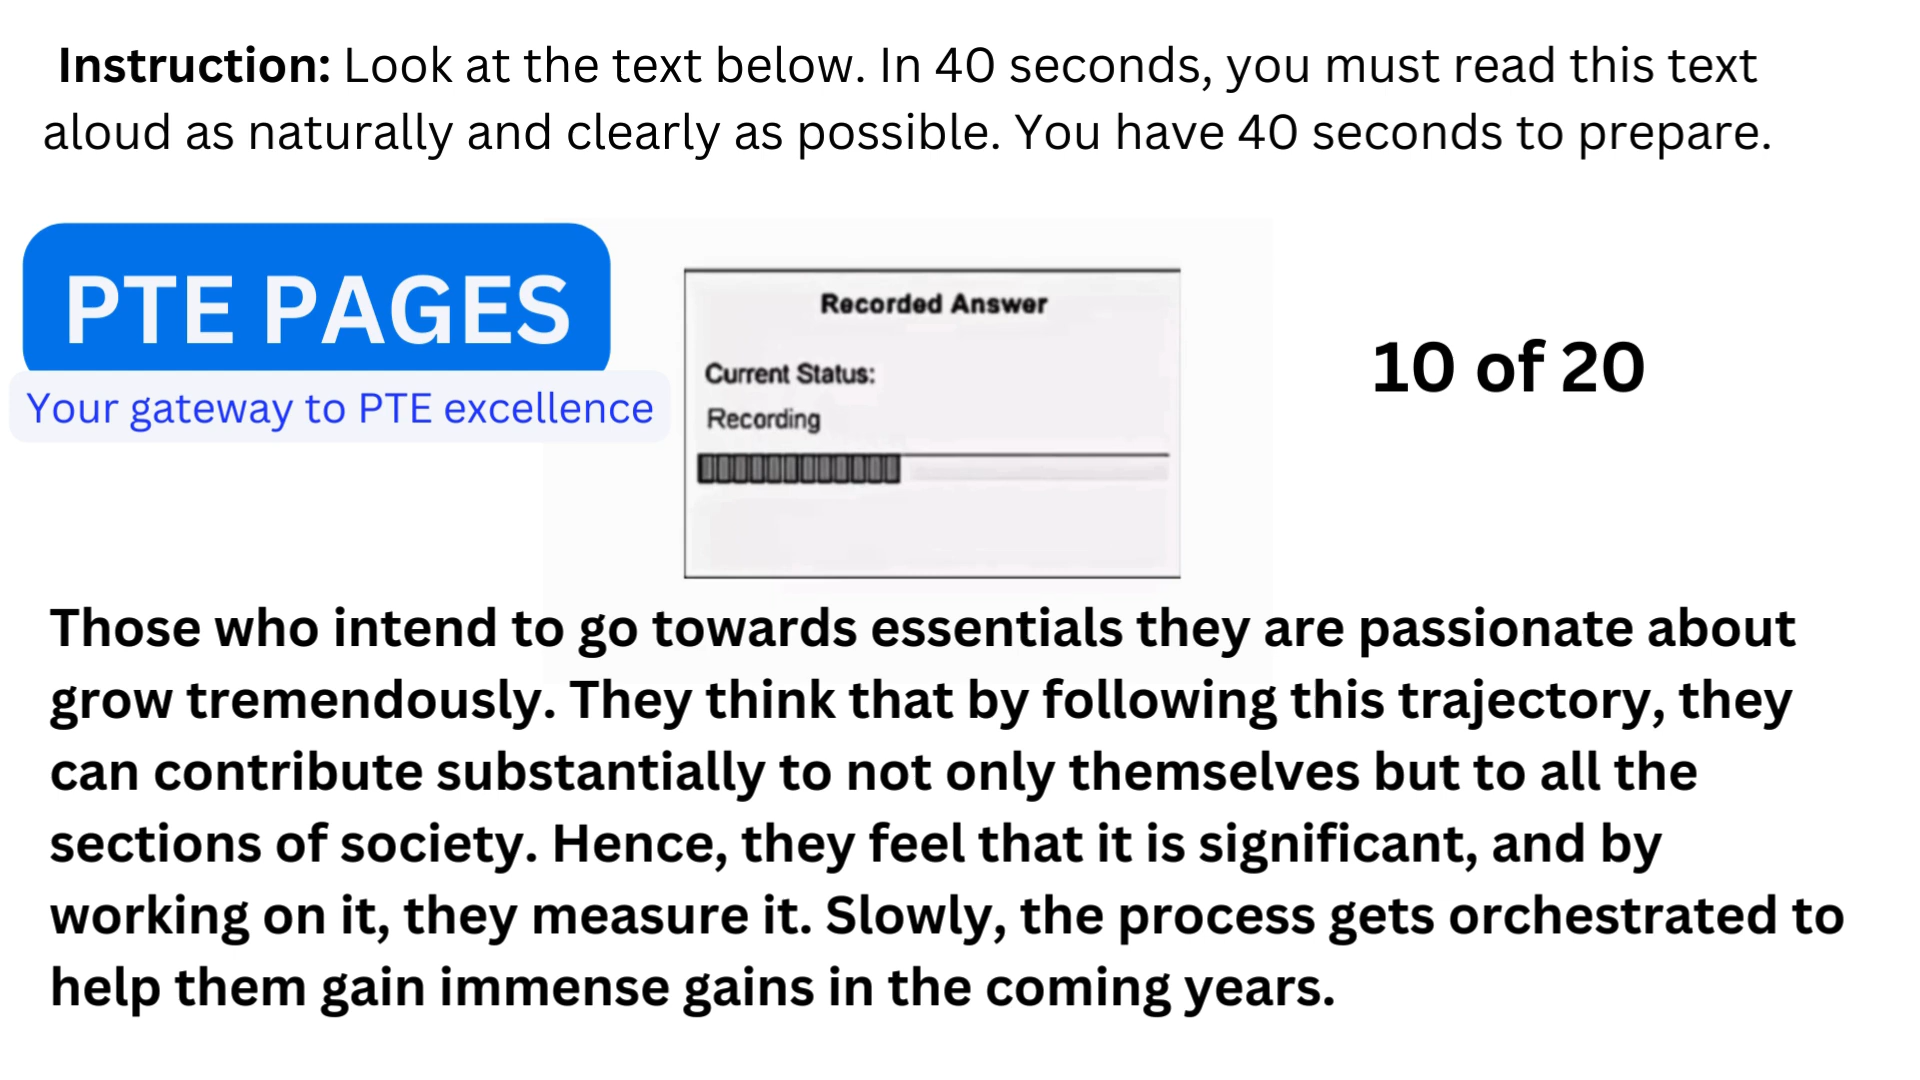 Instruction: Look at the text below. In 40 seconds, you must read this text
aloud as naturally and clearly as possible. You have 40 seconds to prepare.
PTE PAGES
Your gateway to PTE excellence
Recorded Answer
Current Status:
Recording
10 of 20
Those who intend to go towards essentials they are passionate about
grow tremendously. They think that by following this trajectory, they
can contribute substantially to not only themselves but to all the
sections of society. Hence, they feel that it is significant, and by
working on it, they measure it. Slowly, the process gets orchestrated to
help them gain immense gains in the coming years.